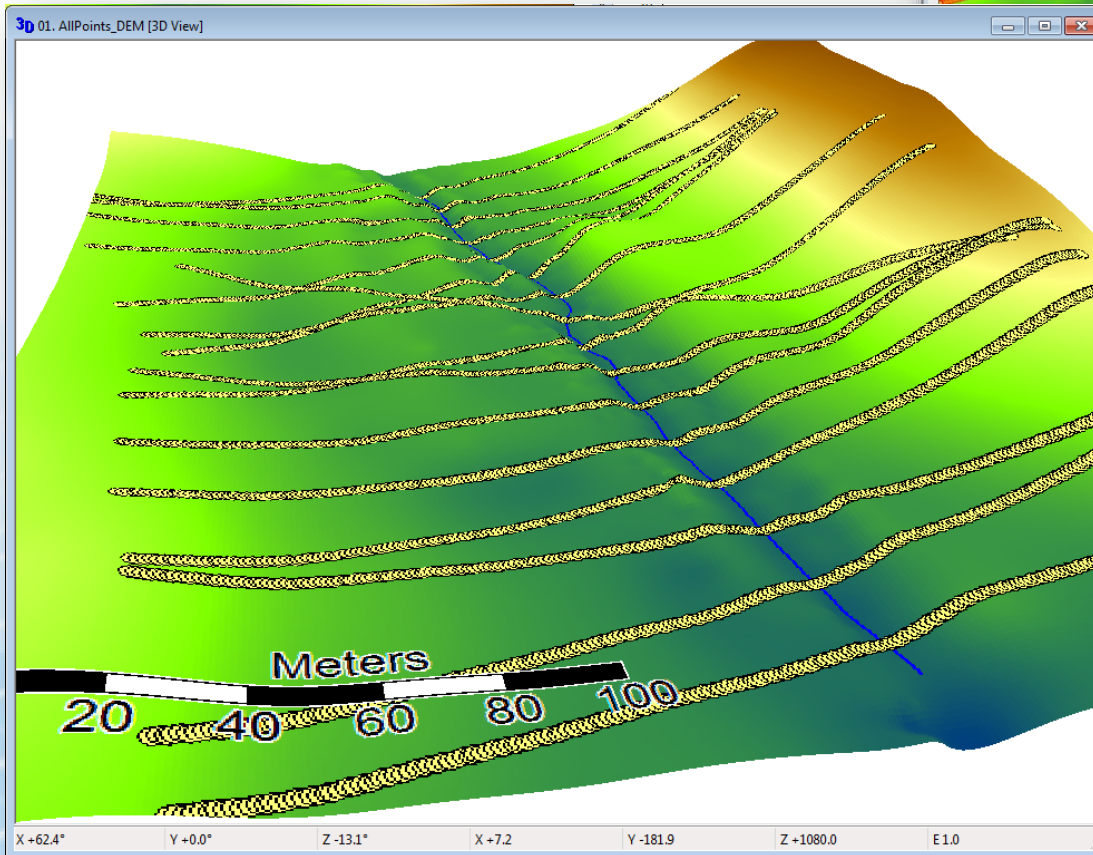 3D 01. AllPoints_DEM [3D View]
Meters
20 40 60 80 100
X +62.4° Y +0.0° Z -13.1° X +7.2 Y -181.9 Z +1080.0 E 1.0